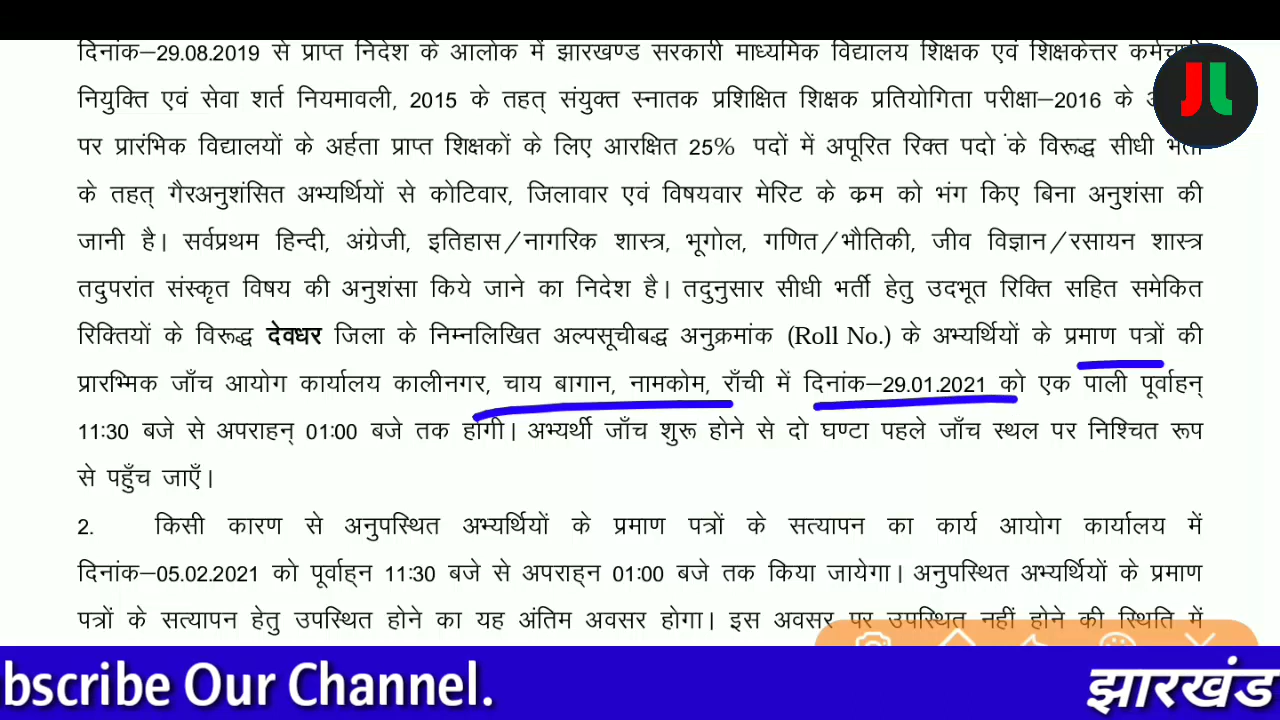 दिनांक–29.08.2019 से प्राप्त निदेश के आलोक में झारखण्ड सरकारी माध्यमिक विद्यालय शिक्षक एवं शिक्षकेत्तर
नियुक्ति एवं सेवा शर्त नियमावली, 2015 के तहत् संयुक्त स्नातक प्रशिक्षित शिक्षक प्रतियोगिता परीक्षा–2016 के
पर प्रारंभिक विद्यालयों के अर्हता प्राप्त शिक्षकों के लिए आरक्षित 25% पदों में अपूरित रिक्त पदो ंके विरूद्ध सीधी भर्ती
के तहत् गैरअनुशंसित अभ्यर्थियों से कोटिवार, जिलावार एवं विषयवार मेरिट के क्रम को भंग किए बिना अनुशंसा की
जानी है। सर्वप्रथम हिन्दी, अंग्रेजी, इतिहास/नागरिक शास्त्र, भूगोल, गणित/भौतिकी, जीव विज्ञान/रसायन शास्त्र
तदुपरांत संस्कृत विषय की अनुशंसा किये जाने का निदेश है। तदुनुसार सीधी भर्ती हेतु उदभूत रिक्ति सहित समेकित
रिक्तियों के विरूद्ध देवधर जिला के निम्नलिखित अल्पसूचीबद्ध अनुक्रमांक (Roll No.) के अभ्यर्थियों के प्रमाण पत्रों की
प्रारभ्मिक जाँच आयोग कार्यालय कालीनगर, चाय बागान, नामकोम, राँची में दिनांक–29.01.2021 को एक पाली पूर्वाहन्
11:30 बजे से अपराहन् 01:00 बजे तक होगी। अभ्यर्थी जाँच शुरू होने से दो घण्टा पहले जाँच स्थल पर निश्चित रूप
से पहुँच जाएँ।
2. किसी कारण से अनुपस्थित अभ्यर्थियों के प्रमाण पत्रों के सत्यापन का कार्य आयोग कार्यालय में
दिनांक–05.02.2021 को पूर्वाह्न 11:30 बजे से अपराह्न 01:00 बजे तक किया जायेगा। अनुपस्थित अभ्यर्थियों के प्रमाण
पत्रों के सत्यापन हेतु उपस्थित होने का यह अंतिम अवसर होगा। इस अवसर पर उपस्थित नहीं होने की स्थिति में
bscribe Our Channel. झारखंड